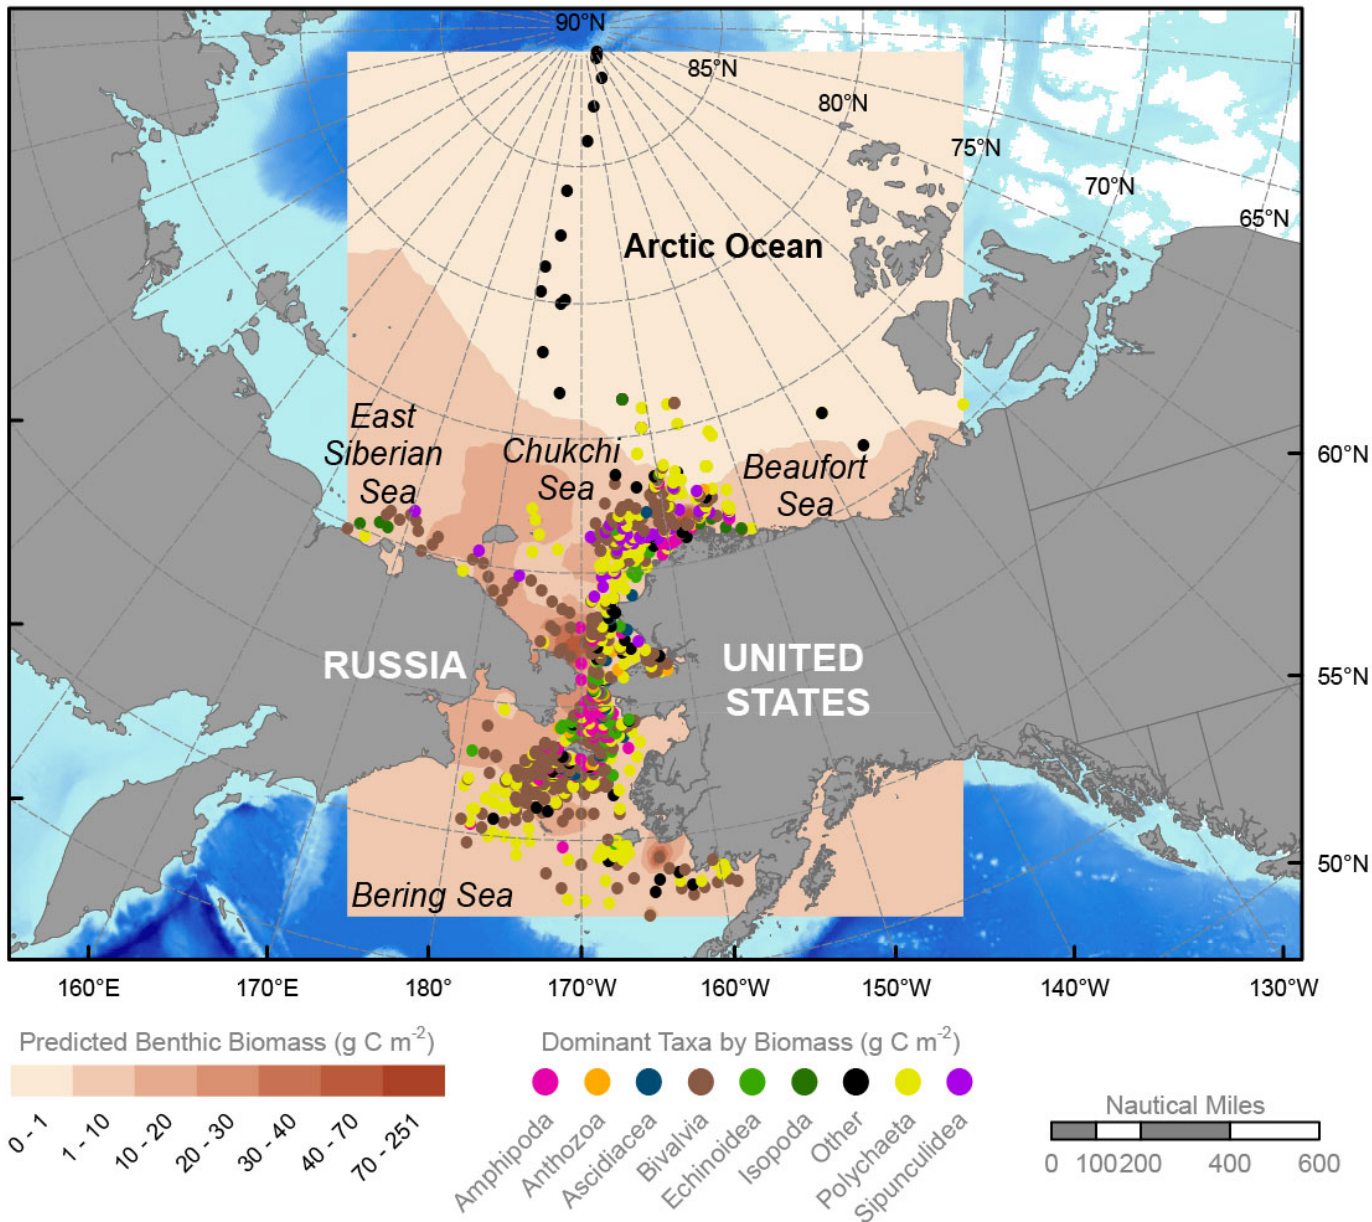 90°N
85°N
80°N
75°N
70°N
65°N
Arctic Ocean
East
Siberian
Sea
Chukchi
Sea
Beaufort
Sea
60°N
RUSSIA
UNITED
STATES
55°N
Bering Sea
50°N
160°E
170°E
180°
170°W
160°W
150°W
140°W
130°W
Predicted Benthic Biomass (g C m-2)
0 - 1
1 - 10
10 - 20
20 - 30
30 - 40
40 - 70
70 - 251
Dominant Taxa by Biomass (g C m-2)
Amphipoda
Anthozoa
Ascidiacea
Bivalvia
Echinoidea
Isopoda
Other
Polychaeta
Sipunculidea
Nautical Miles
0 100 200 400 600